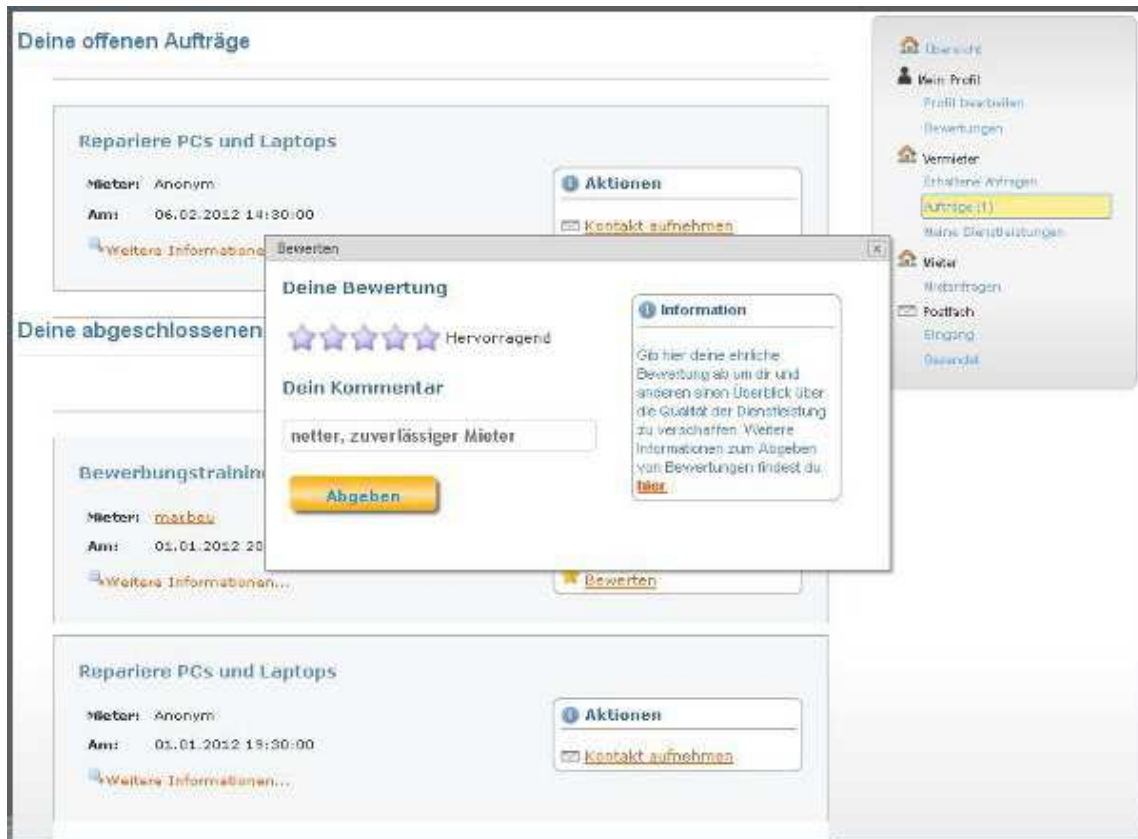 Deine offenen Aufträge
Repariere PCs und Laptops
Mieter: Anonym
Am: 06.02.2012 14:30:00
Weitere Informatione
Aktionen
Kontakt aufnehmen
Bewerten
Deine Bewertung
Hervorragend
Dein Kommentar
netter, zuverlässiger Mieter
Abgeben
Information
Gib hier deine ehrliche
Bewertung ab um dir und
anderen einen Überblick über
die Qualität der Dienstleistung
zu verschaffen. Weitere
Informationen zum Abgeben
von Bewertungen findest du
hier.
Deine abgeschlossenen
Bewerbungstrainin
Mieter: marbeu
Am: 01.01.2012 20
Weitere Informationen...
Bewerten
Repariere PCs und Laptops
Mieter: Anonym
Am: 01.01.2012 19:30:00
Weitere Informationen...
Aktionen
Kontakt aufnehmen
Übersicht
Mein Profil
Profil bearbeiten
Bewertungen
Vermieter
Erhaltene Anfragen
Aufträge (1)
Meine Dienstleistungen
Mieter
Mietanfragen
Postfach
Eingang
Gesendet